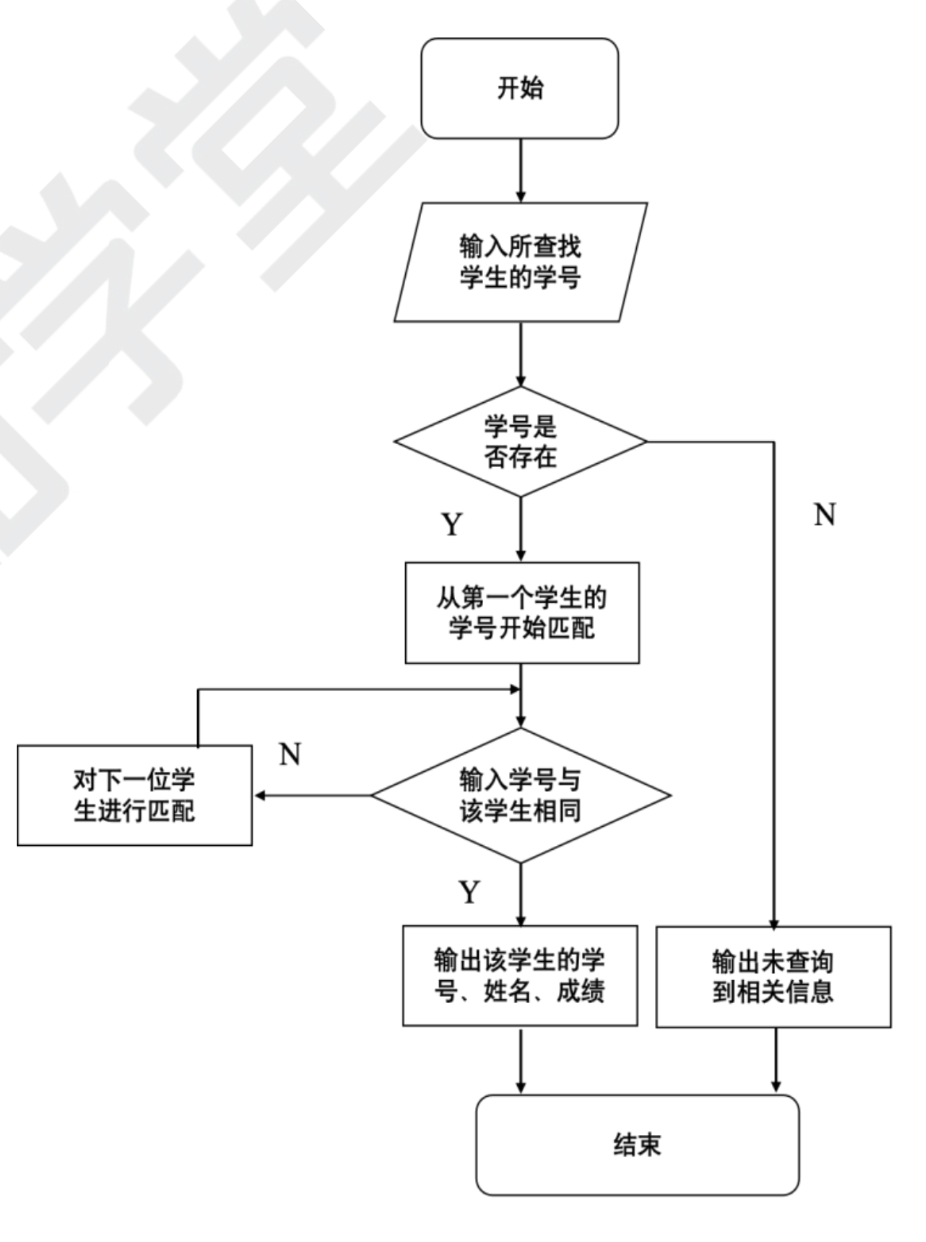 开始
输入所查找
学生的学号
学号是
否存在
Y
N
从第一个学生的
学号开始匹配
N
对下一位学
生进行匹配
输入学号与
该学生相同
Y
输出该学生的学
号、姓名、成绩
输出未查询
到相关信息
结束
学堂